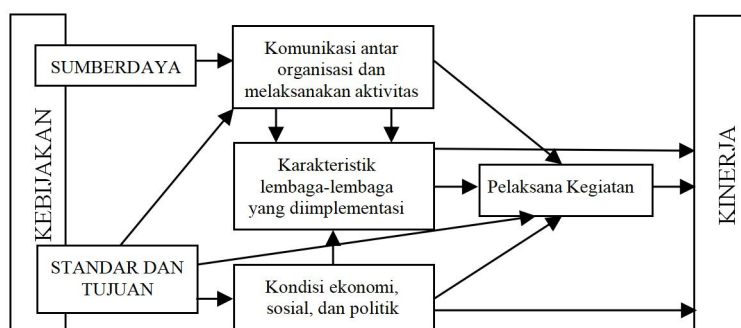 KEBIJAKAN
SUMBERDAYA
STANDAR DAN
TUJUAN
Komunikasi antar
organisasi dan
melaksanakan aktivitas
Karakteristik
lembaga-lembaga
yang diimplementasi
Kondisi ekonomi,
sosial, dan politik
Pelaksana Kegiatan
KINERJA